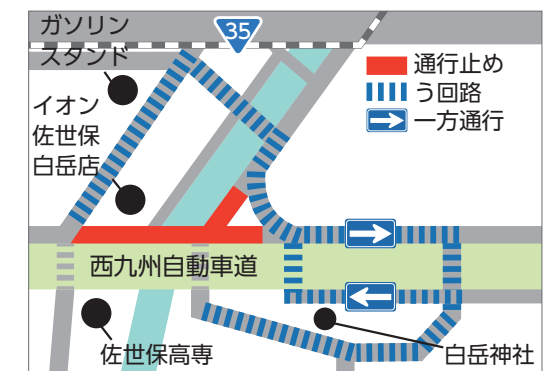 ガソリン
スタンド
35
通行止め
う回路
一方通行
イオン
佐世保
白岳店
西九州自動車道
佐世保高専
白岳神社